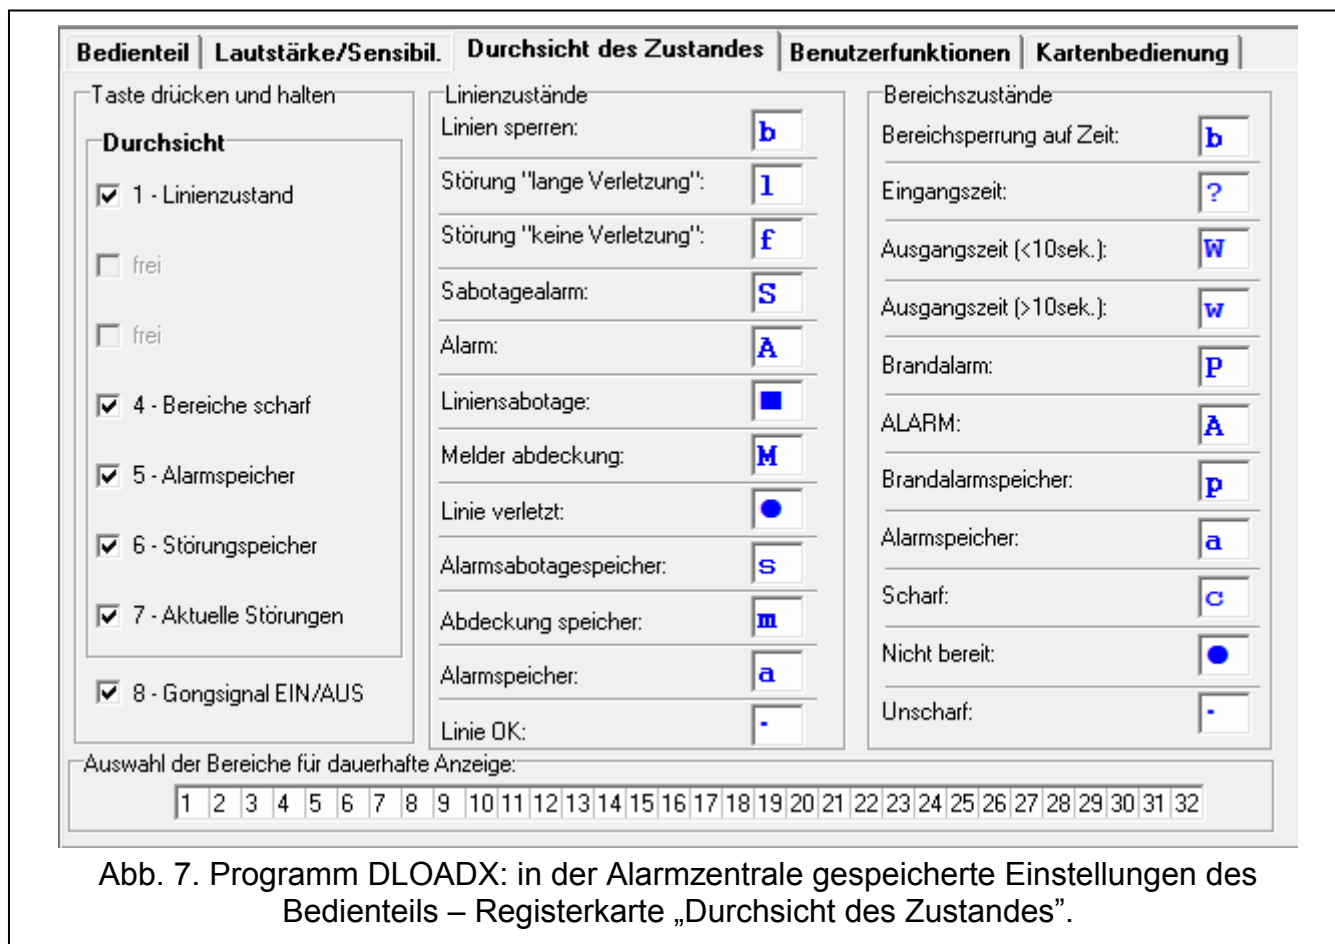 Bedienteil Lautstärke/Sensibil. Durchsicht des Zustandes Benutzerfunktionen Kartenbedienung
Taste drücken und halten
Durchsicht
1 - Linienzustand
frei
frei
4 - Bereiche scharf
5 - Alarmspeicher
6 - Störungspeicher
7 - Aktuelle Störungen
8 - Gongsignal EIN/AUS
Linienzustände
Linien sperren: b
Störung "lange Verletzung": l
Störung "keine Verletzung": f
Sabotagealarm: S
Alarm: A
Liniensabotage: ■
Melder abdeckung: M
Linie verletzt: ●
Alarmsabotagespeicher: s
Abdeckung speicher: m
Alarmspeicher: a
Linie OK: -
Bereichszustände
Bereichsperrung auf Zeit: b
Eingangszeit: ?
Ausgangszeit (<10sek.): W
Ausgangszeit (>10sek.): w
Brandalarm: P
ALARM: A
Brandalarmspeicher: p
Alarmspeicher: a
Scharf: c
Nicht bereit: ●
Unscharf: -
Auswahl der Bereiche für dauerhafte Anzeige:
1 2 3 4 5 6 7 8 9 10 11 12 13 14 15 16 17 18 19 20 21 22 23 24 25 26 27 28 29 30 31 32
Abb. 7. Programm DLOADX: in der Alarmzentrale gespeicherte Einstellungen des
Bedienteils – Registerkarte „Durchsicht des Zustandes”.